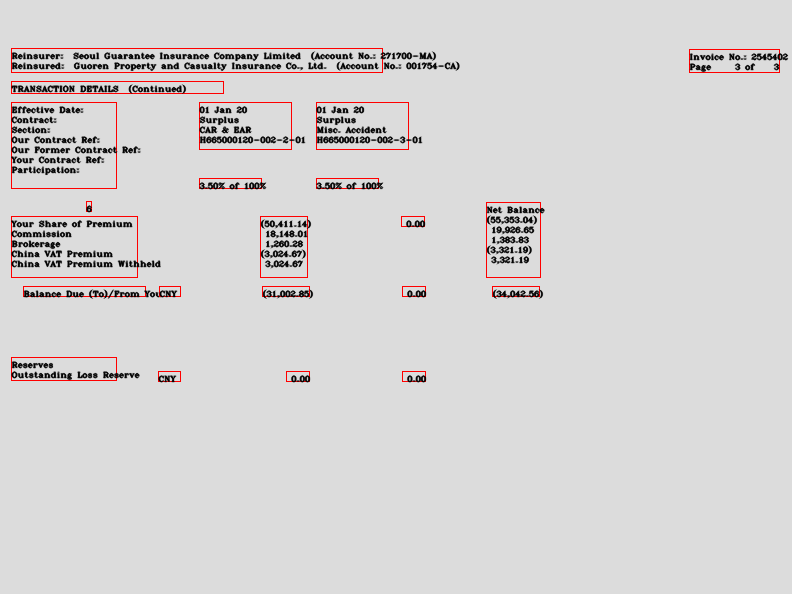 Reinsurer: Seoul Guarantee Insurance Company Limited (Account No.: 271700-MA)
Invoice No.: 2545402
Reinsured: Guoren Property and Casualty Insurance Co., Ltd. (Account No.: 001754-CA)
Page 3 of 3
TRANSACTION DETAILS (Continued)
Effective Date: 01 Jan 20 01 Jan 20
Contract: Surplus Surplus
Section: CAR & EAR Misc. Accident
Our Contract Ref: H665000120-002-2-01 H665000120-002-3-01
Our Former Contract Ref:
Your Contract Ref:
Participation:
3.50% of 100% 3.50% of 100%
6
Net Balance
Your Share of Premium (50,411.14) 0.00 (55,353.04)
Commission 18,148.01 19,926.65
Brokerage 1,260.28 1,383.83
China VAT Premium (3,024.67) (3,321.19)
China VAT Premium Withheld 3,024.67 3,321.19
Balance Due (To)/From You CNY (31,002.85) 0.00 (34,042.56)
Reserves
Outstanding Loss Reserve CNY 0.00 0.00